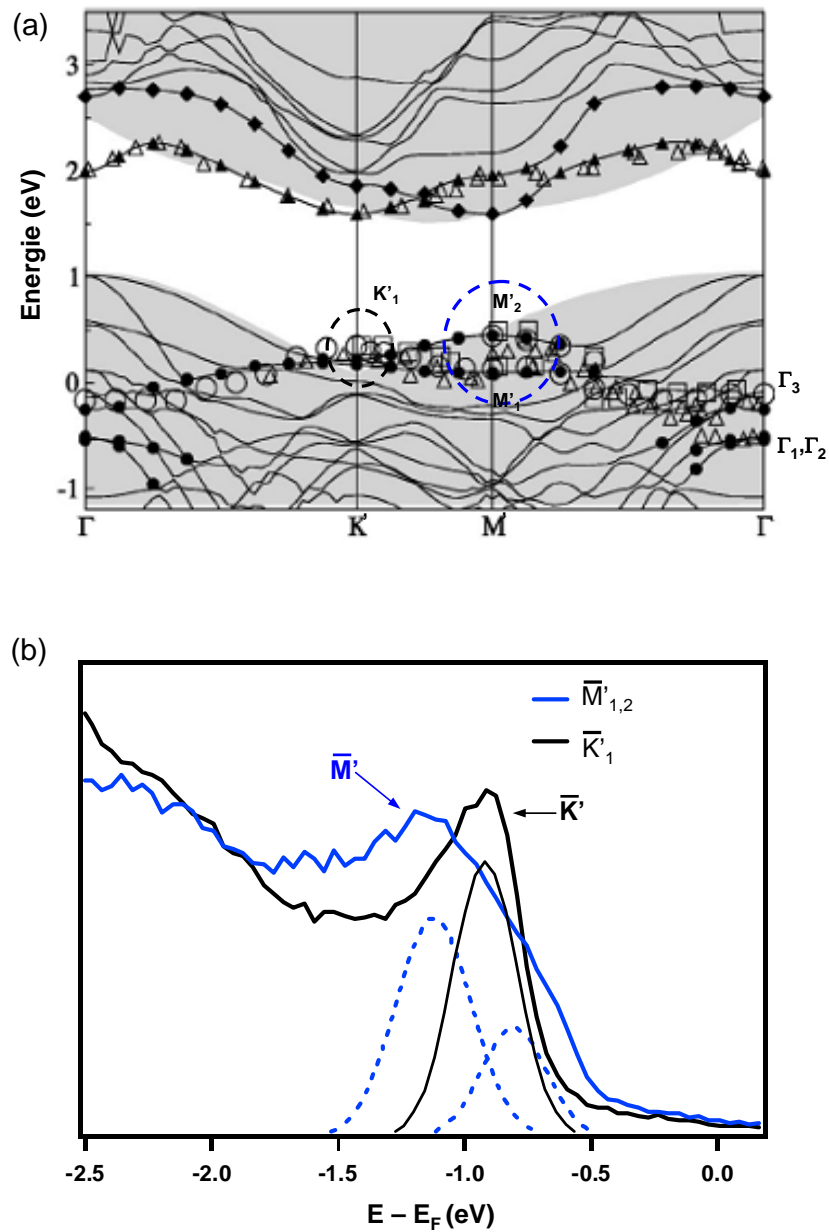 (a)
Energie (eV)
3
2
1
0
-1
K'₁
M'₂
M'₁
Γ₃
Γ₁,Γ₂
Γ
K'
M'
Γ
(b)
M̅'₁,₂
K̅'₁
M̅'
K̅'
-2.5
-2.0
-1.5
-1.0
-0.5
0.0
E – E_F (eV)